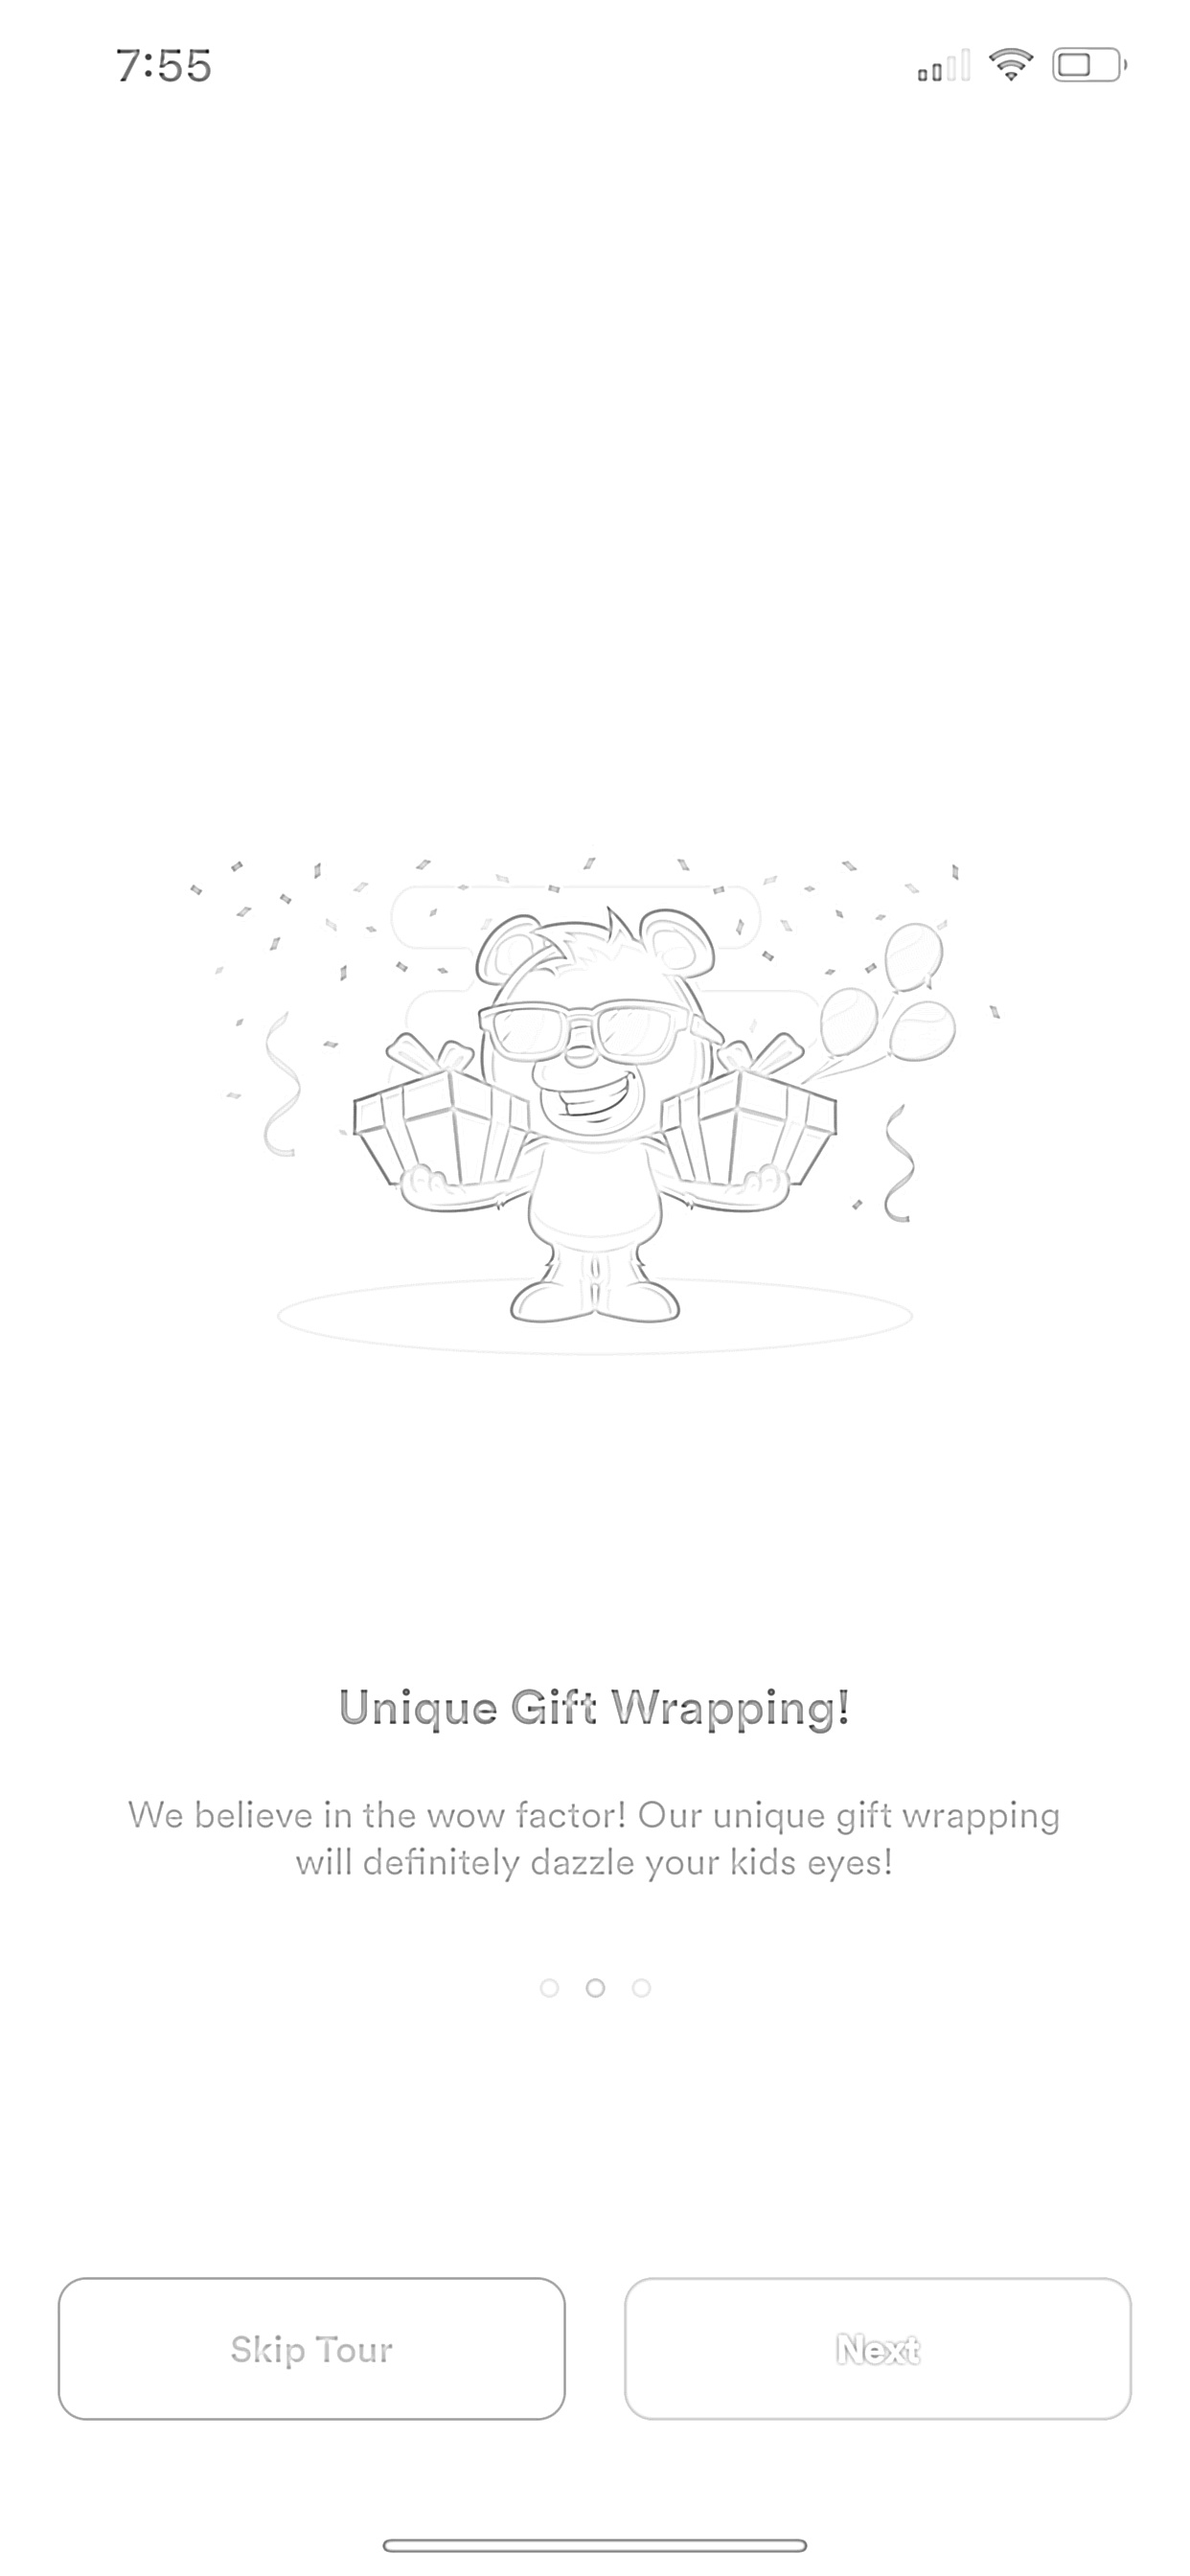 7:55
Unique Gift Wrapping!
We believe in the wow factor! Our unique gift wrapping
will definitely dazzle your kids eyes!
Skip Tour
Next